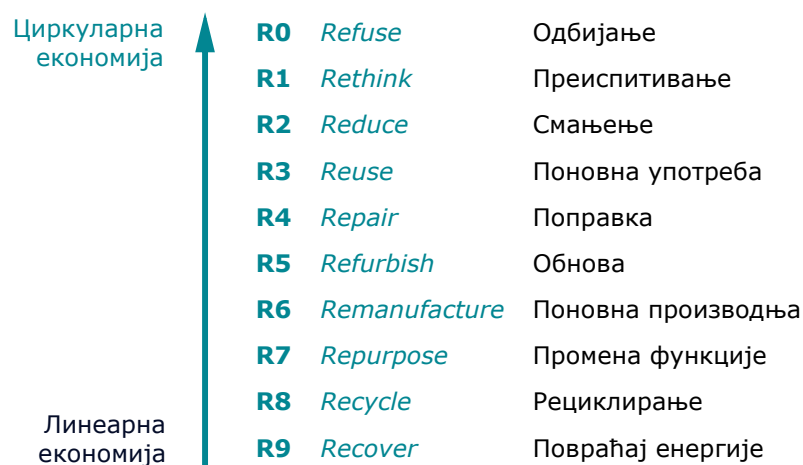 Циркуларна
економија
R0 Refuse Одбијање
R1 Rethink Преиспитивање
R2 Reduce Смањење
R3 Reuse Поновна употреба
R4 Repair Поправка
R5 Refurbish Обнова
R6 Remanufacture Поновна производња
R7 Repurpose Промена функције
R8 Recycle Рециклирање
Линеарна
економија
R9 Recover Повраћај енергије